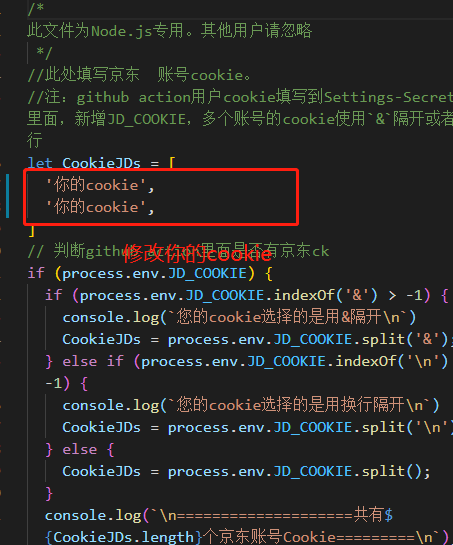 /*
此文件为Node.js专用。其他用户请忽略
*/
//此处填写京东 账号cookie。
//注：github action用户cookie填写到Settings-Secret
里面，新增JD_COOKIE，多个账号的cookie使用`&`隔开或者
行
let CookieJDs = [
'你的cookie',
'你的cookie',
]
修改你的cookie
// 判断github action里面是否有京东ck
if (process.env.JD_COOKIE) {
if (process.env.JD_COOKIE.indexOf('&') > -1) {
console.log(`您的cookie选择的是用&隔开\n`)
CookieJDs = process.env.JD_COOKIE.split('&');
} else if (process.env.JD_COOKIE.indexOf('\n')
-1) {
console.log(`您的cookie选择的是用换行隔开\n`)
CookieJDs = process.env.JD_COOKIE.split('\n')
} else {
CookieJDs = process.env.JD_COOKIE.split();
}
console.log(`\n====================共有$
{CookieJDs.length}个京东账号Cookie=========\n`)